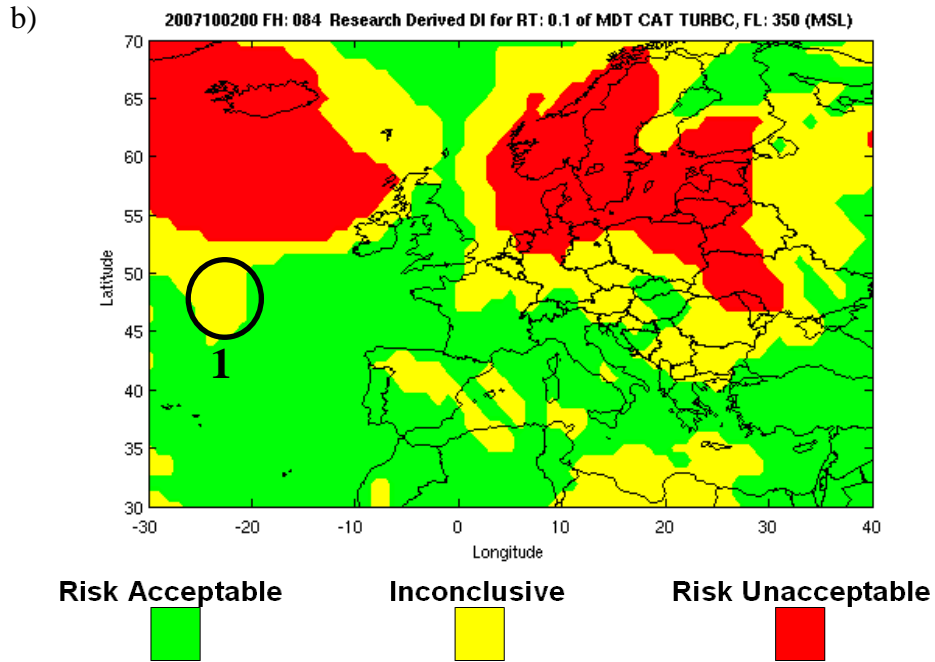 b)
2007100200 FH: 084 Research Derived DI for RT: 0.1 of MDT CAT TURBC, FL: 350 (MSL)
70
65
60
55
50
45
40
35
30
Latitude
1
-30
-20
-10
0
10
20
30
40
Longitude
Risk Acceptable
Inconclusive
Risk Unacceptable